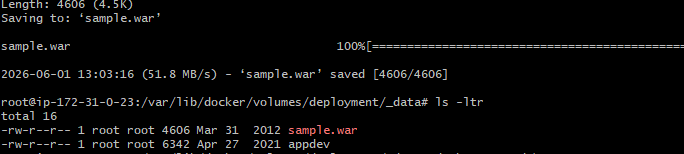 Length: 4606 (4.5K)
Saving to: ‘sample.war’
sample.war 100%[=============================================
2026-06-01 13:03:16 (51.8 MB/s) - ‘sample.war’ saved [4606/4606]
root@ip-172-31-0-23:/var/lib/docker/volumes/deployment/_data# ls -ltr
total 16
-rw-r--r-- 1 root root 4606 Mar 31 2012 sample.war
-rw-r--r-- 1 root root 6342 Apr 27 2021 appdev